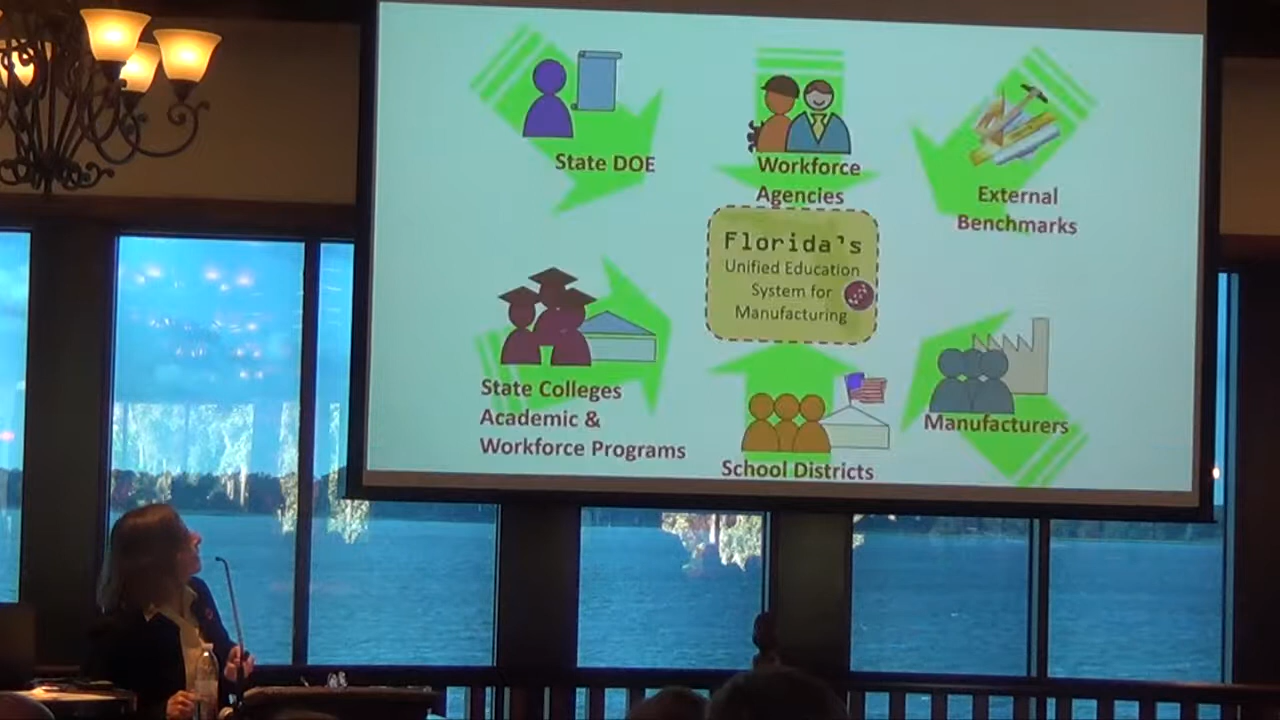 State DOE
Workforce
Agencies
External
Benchmarks
Florida's
Unified Education
System for
Manufacturing
State Colleges
Academic &
Workforce Programs
School Districts
Manufacturers